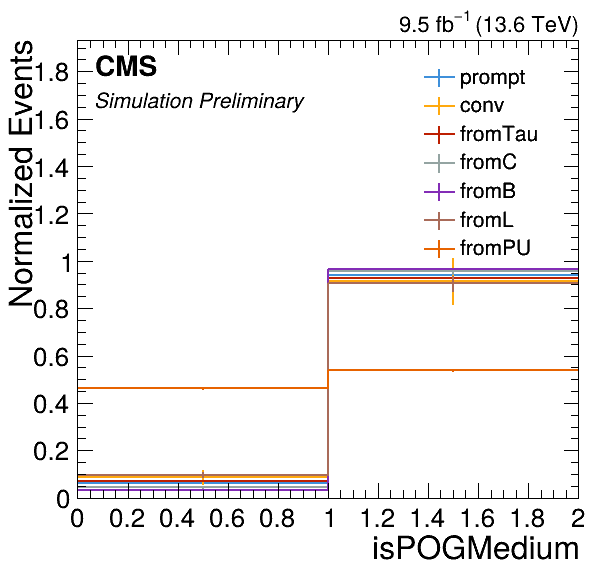 9.5 fb⁻¹ (13.6 TeV)
CMS
Simulation Preliminary
Normalized Events
1.8
1.6
1.4
1.2
1
0.8
0.6
0.4
0.2
0
prompt
conv
fromTau
fromC
fromB
fromL
fromPU
0 0.2 0.4 0.6 0.8 1 1.2 1.4 1.6 1.8 2
isPOGMedium